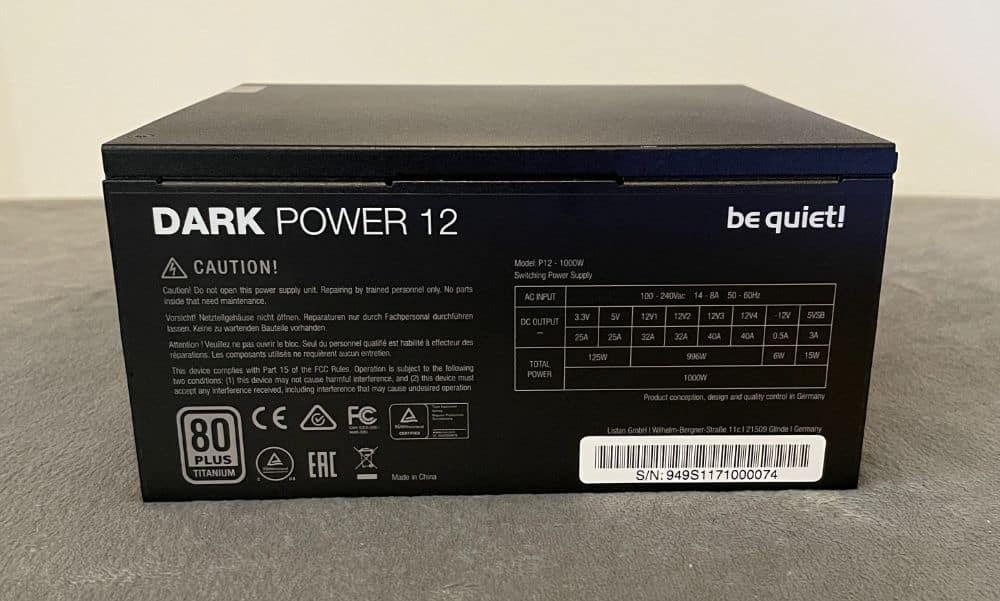 DARK POWER 12
be quiet!
CAUTION!
Caution! Do not open this power supply unit. Repairing by trained personnel only. No parts
inside that need maintenance.
Vorsicht! Netzteilgehäuse nicht öffnen. Reparaturen nur durch Fachpersonal durchführen
lassen. Keine zu wartenden Bauteile vorhanden.
Attention ! Veuillez ne pas ouvrir le bloc. Seul du personnel qualifié est habilité à effectuer des
réparations. Les composants utilisés ne requièrent aucun entretien.
This device complies with Part 15 of the FCC Rules. Operation is subject to the following
two conditions: (1) this device may not cause harmful interference, and (2) this device must
accept any interference received, including interference that may cause undesired operation
80
PLUS
TITANIUM
CE
FC
CERTIFIED
EAC
Made in China
Model: P12 - 1000W
Switching Power Supply
AC INPUT 100 - 240Vac 14 - 8A 50 - 60Hz
DC OUTPUT 3.3V 5V 12V1 12V2 12V3 12V4 -12V 5VSB
25A 25A 32A 32A 40A 40A 0.5A 3A
TOTAL POWER 125W 996W 6W 15W
1000W
Product conception, design and quality control in Germany
Listan GmbH | Wilhelm-Bergner-Straße 11c | 21509 Glinde | Germany
S/N: 949S1171000074